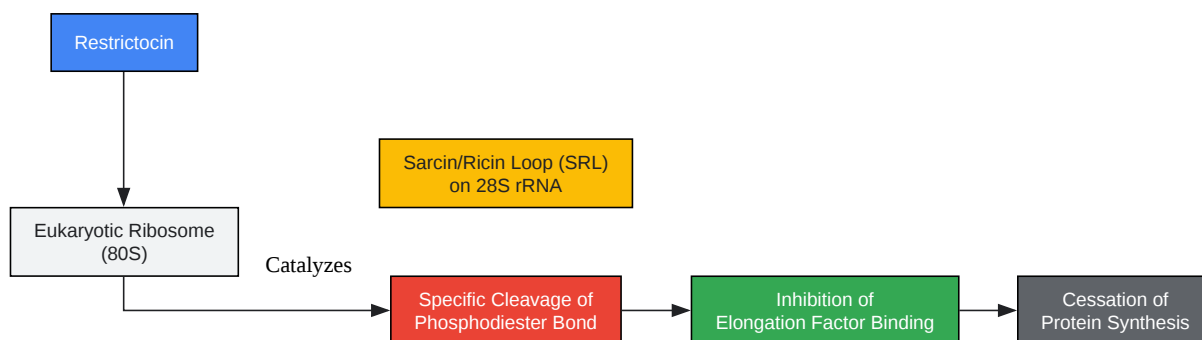 Restrictocin
Sarcin/Ricin Loop (SRL)
on 28S rRNA
Eukaryotic Ribosome
(80S)
Catalyzes
Specific Cleavage of
Phosphodiester Bond
Inhibition of
Elongation Factor Binding
Cessation of
Protein Synthesis